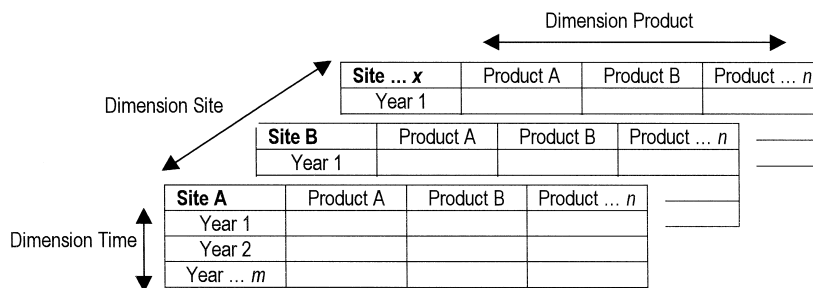 Dimension Product
Site ... x Product A Product B Product ... n
Year 1
Dimension Site
Site B Product A Product B Product ... n
Year 1
Site A Product A Product B Product ... n
Year 1
Dimension Time
Year 2
Year ... m